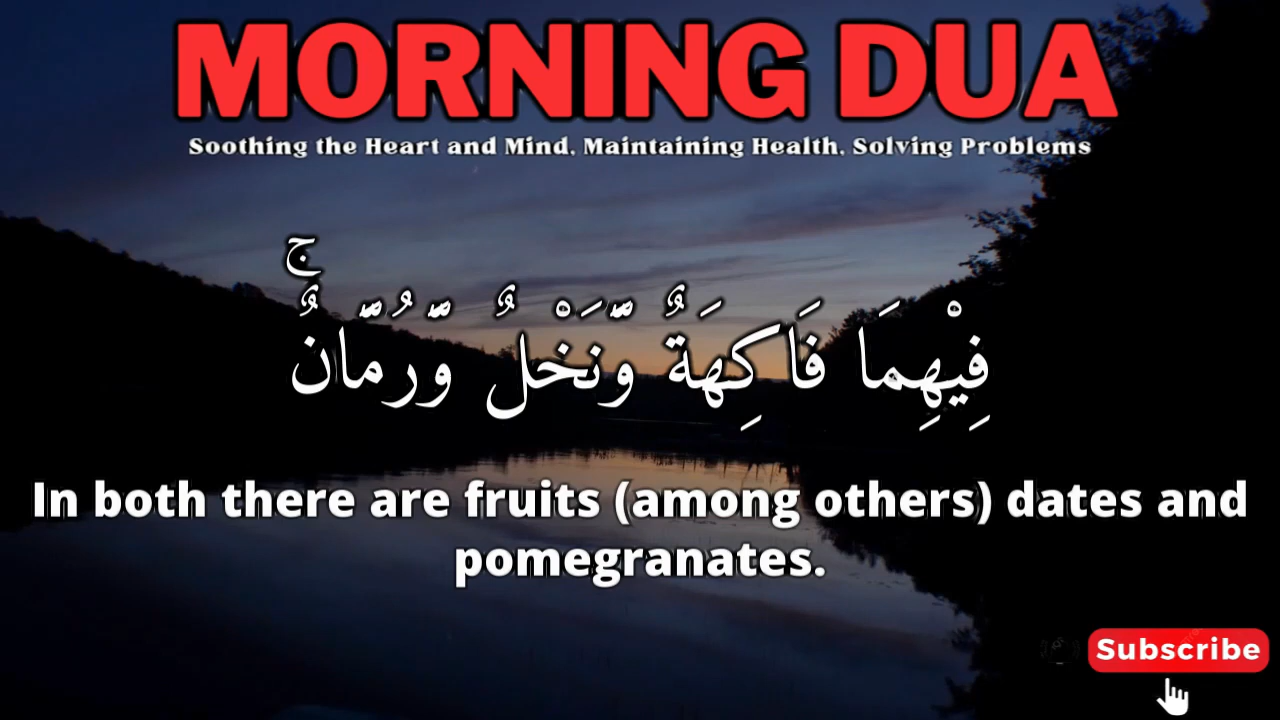 MORNING DUA
Soothing the Heart and Mind, Maintaining Health, Solving Problems
فِيْهِمَا فَاكِهَةٌ وَّنَخْلٌ وَّرُمَّانٌۚ
In both there are fruits (among others) dates and
pomegranates.
Subscribe